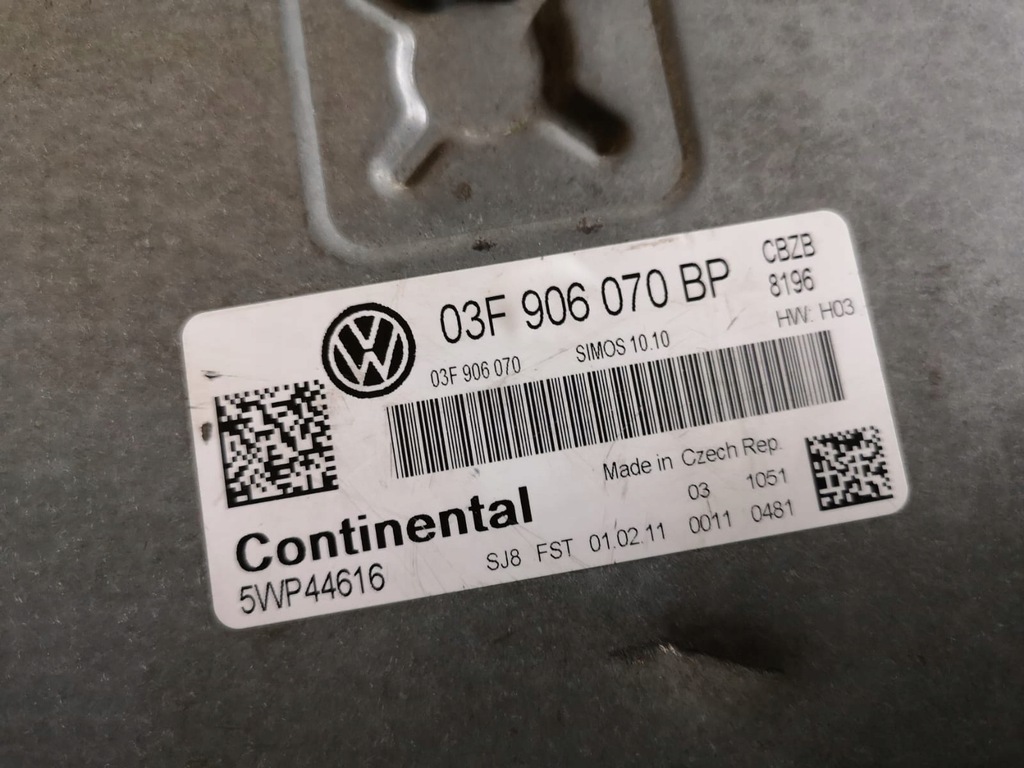 03F 906 070 BP
CBZB
8196
03F 906 070
SIMOS 10.10
HW: H03
Made in Czech Rep.
03 1051
Continental
5WP44616
SJ8 FST 01.02.11 0011 0481